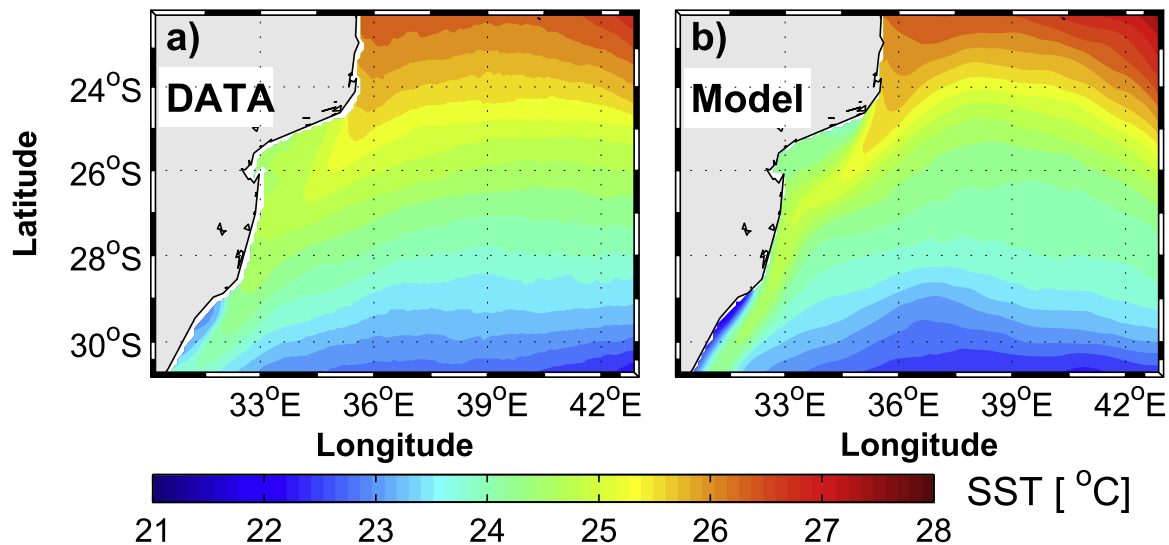 a)
DATA
b)
Model
24°S
26°S
28°S
30°S
Latitude
33°E 36°E 39°E 42°E
33°E 36°E 39°E 42°E
Longitude
Longitude
21 22 23 24 25 26 27 28
SST [ °C]